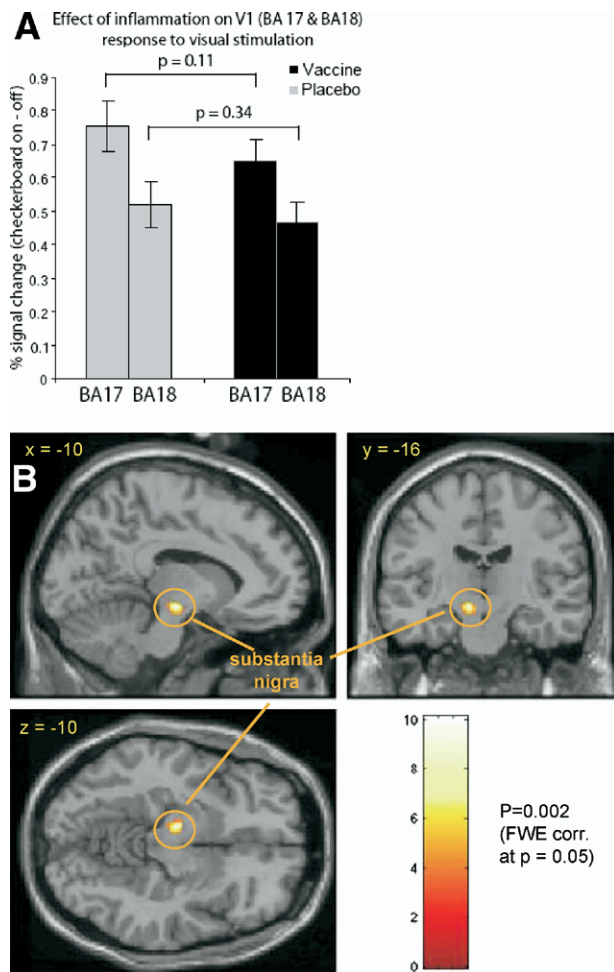 A
Effect of inflammation on V1 (BA 17 & BA18)
response to visual stimulation
p = 0.11
Vaccine
Placebo
p = 0.34
% signal change (checkerboard on - off)
0.9
0.8
0.7
0.6
0.5
0.4
0.3
0.2
0.1
0
BA17 BA18
BA17 BA18
B
x = -10
y = -16
substantia
nigra
z = -10
10
8
6
4
2
0
P=0.002
(FWE corr.
at p = 0.05)